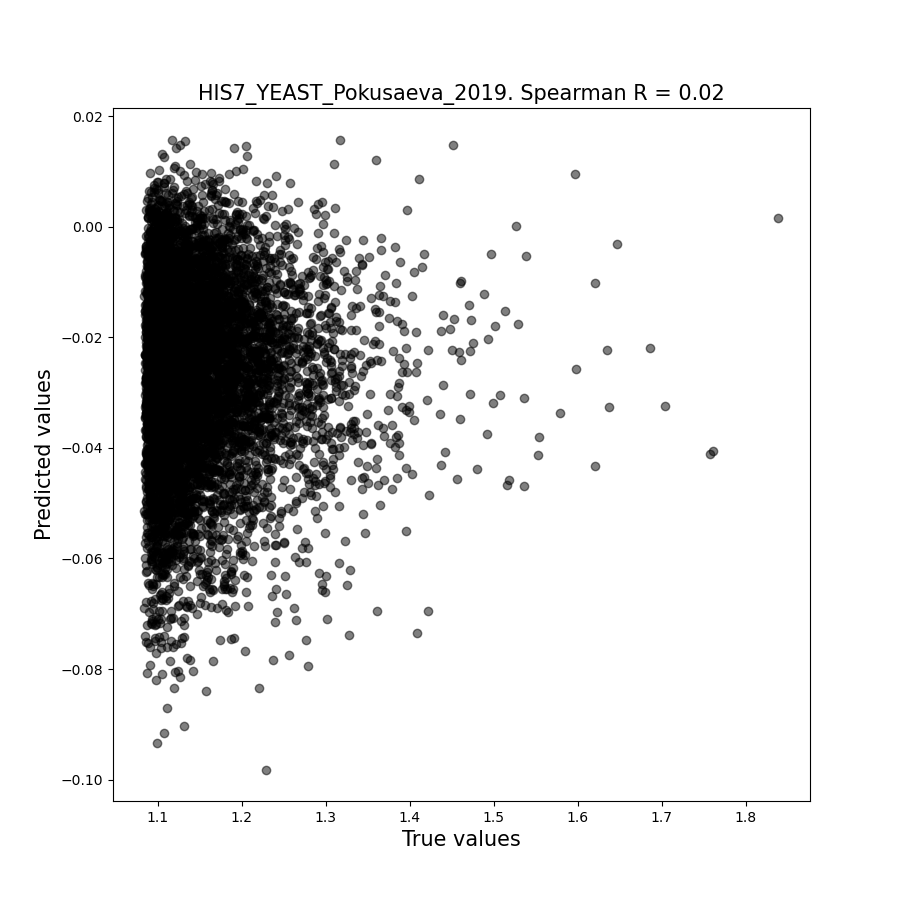 HIS7_YEAST_Pokusaeva_2019. Spearman R = 0.02
0.02
0.00
−0.02
−0.04
−0.06
−0.08
−0.10
Predicted values
1.1 1.2 1.3 1.4 1.5 1.6 1.7 1.8
True values